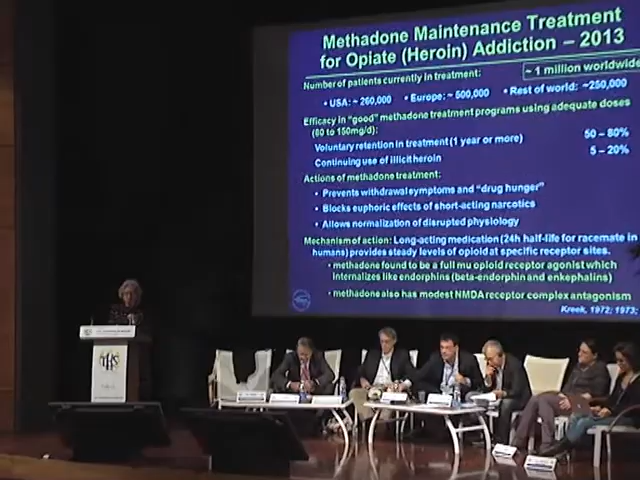 Methadone Maintenance Treatment
for Opiate (Heroin) Addiction – 2013
Number of patients currently in treatment:
~ 1 million worldwide
• USA: ~ 260,000 • Europe: ~ 500,000 • Rest of world: ~250,000
Efficacy in "good" methadone treatment programs using adequate doses
(80 to 150mg/d):
Voluntary retention in treatment (1 year or more) 50 – 80%
Continuing use of illicit heroin 5 – 20%
Actions of methadone treatment:
• Prevents withdrawal symptoms and "drug hunger"
• Blocks euphoric effects of short-acting narcotics
• Allows normalization of disrupted physiology
Mechanism of action: Long-acting medication (24h half-life for racemate in
humans) provides steady levels of opioid at specific receptor sites.
• methadone found to be a full mu opioid receptor agonist which
internalizes like endorphins (beta-endorphin and enkephalins)
• methadone also has modest NMDA receptor complex antagonism
Kreek, 1972; 1973;